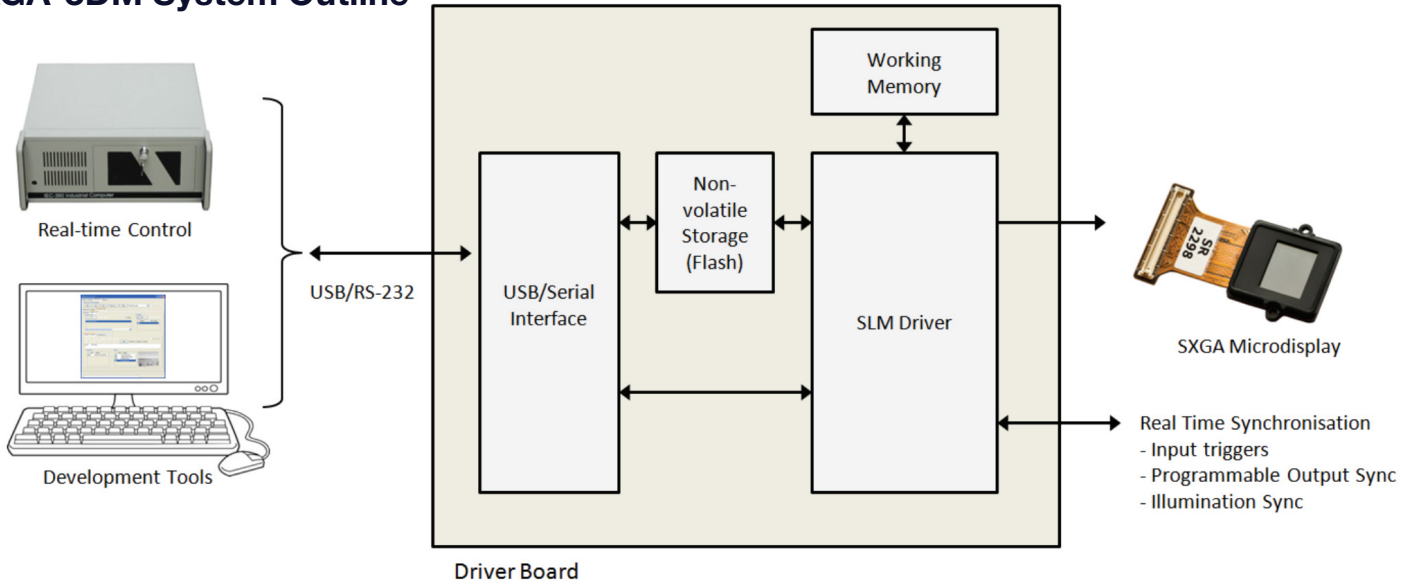 GA-3DM System Outline
Working
Memory
Non-
volatile
Storage
(Flash)
USB/Serial
Interface
SLM Driver
USB/RS-232
Real-time Control
Development Tools
SR
2298
SXGA Microdisplay
Real Time Synchronisation
- Input triggers
- Programmable Output Sync
- Illumination Sync
Driver Board